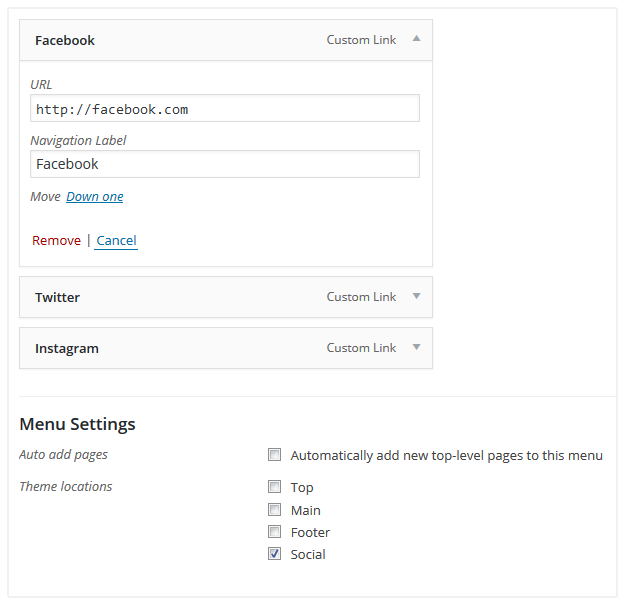 Facebook Custom Link
URL
http://facebook.com
Navigation Label
Facebook
Move Down one
Remove | Cancel
Twitter Custom Link
Instagram Custom Link
Menu Settings
Auto add pages Automatically add new top-level pages to this menu
Theme locations Top
Main
Footer
Social